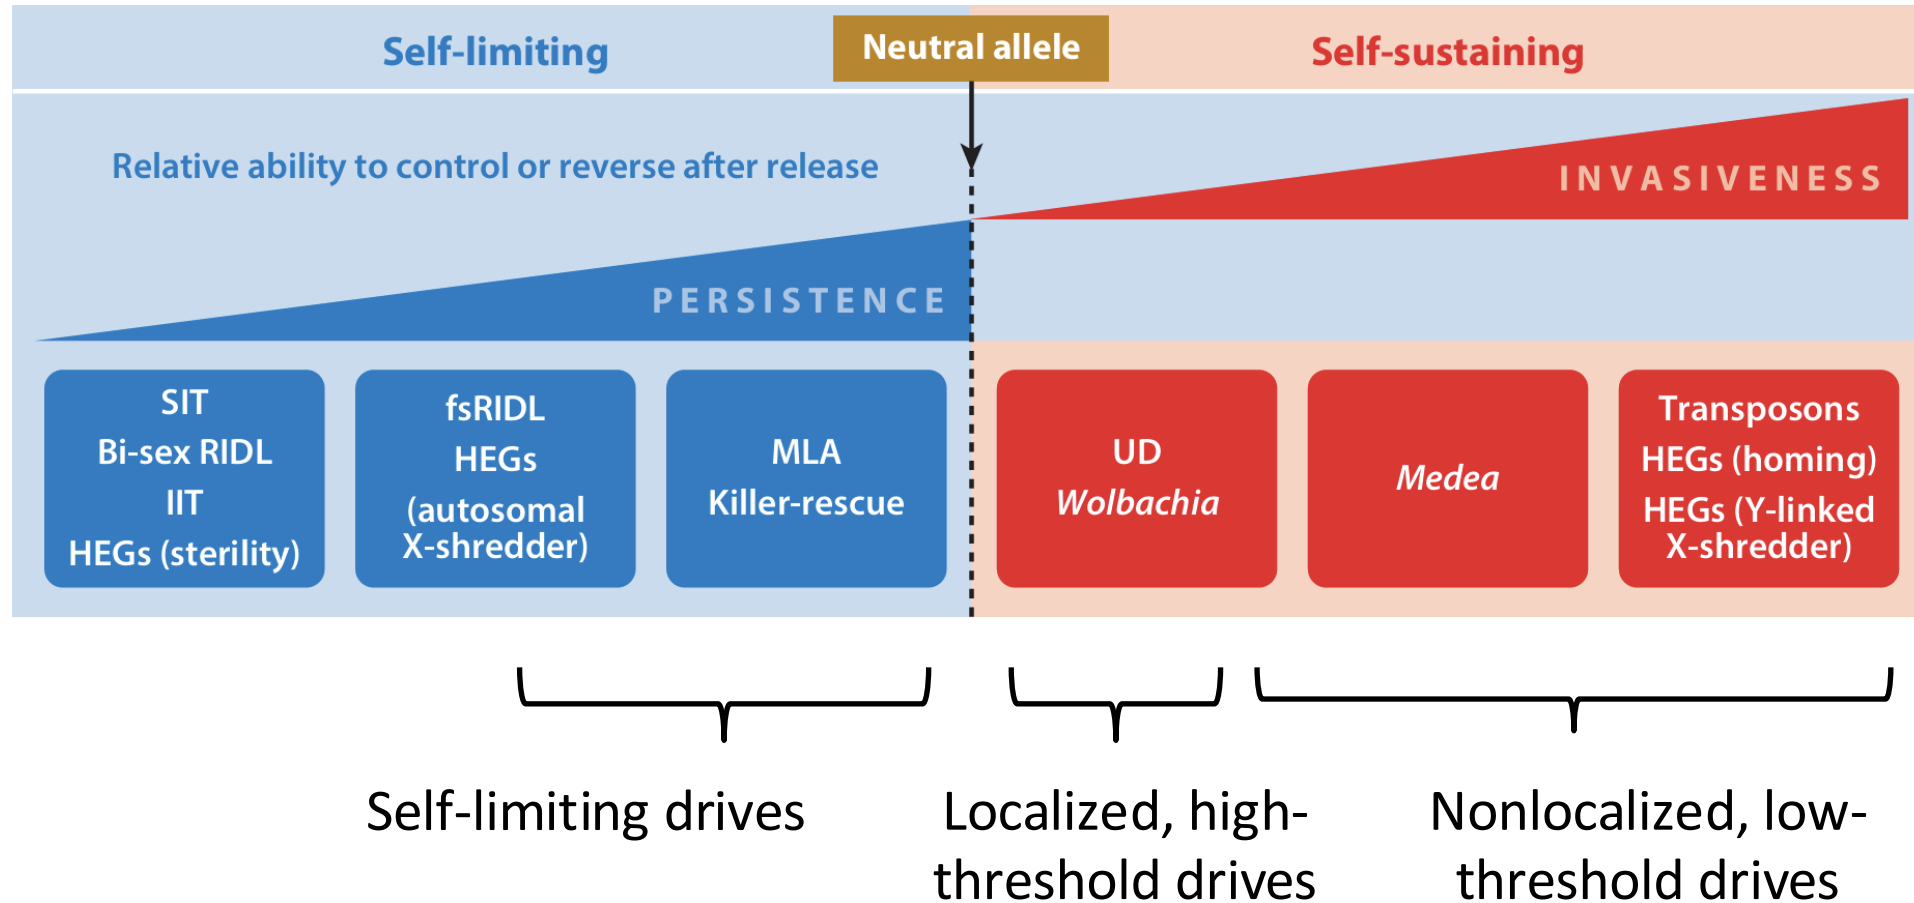 Self-limiting
Neutral allele
Self-sustaining
Relative ability to control or reverse after release
PERSISTENCE
INVASIVENESS
SIT
Bi-sex RIDL
IIT
HEGs (sterility)
fsRIDL
HEGs
(autosomal
X-shredder)
MLA
Killer-rescue
UD
Wolbachia
Medea
Transposons
HEGs (homing)
HEGs (Y-linked
X-shredder)
Self-limiting drives
Localized, high-
threshold drives
Nonlocalized, low-
threshold drives